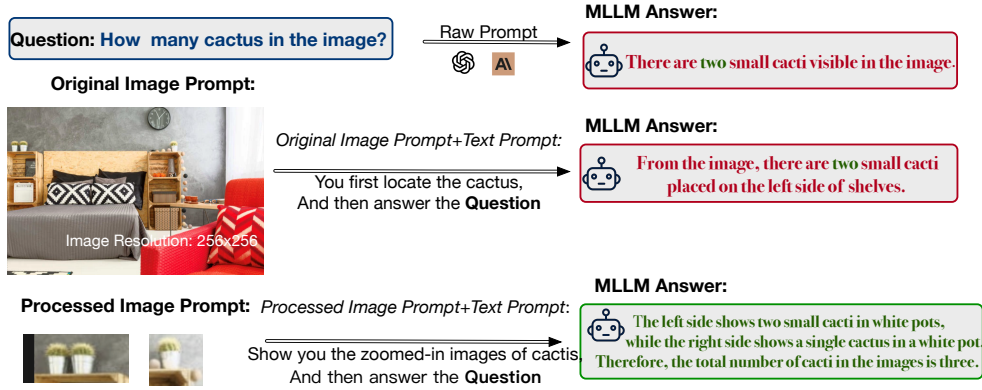 Question: How many cactus in the image?
Raw Prompt
MLLM Answer:
There are two small cacti visible in the image.
Original Image Prompt:
Image Resolution: 256x256
Original Image Prompt+Text Prompt:
You first locate the cactus,
And then answer the Question
MLLM Answer:
From the image, there are two small cacti
placed on the left side of shelves.
Processed Image Prompt:
Processed Image Prompt+Text Prompt:
Show you the zoomed-in images of cactis,
And then answer the Question
MLLM Answer:
The left side shows two small cacti in white pots,
while the right side shows a single cactus in a white pot.
Therefore, the total number of cacti in the images is three.